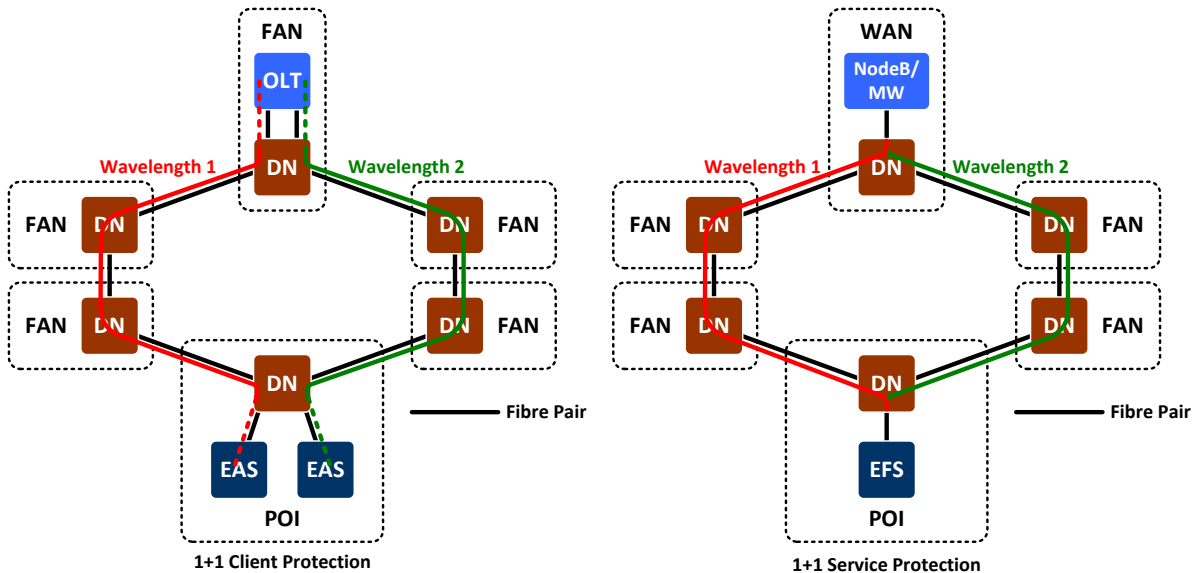 FAN
OLT
DN
Wavelength 1
Wavelength 2
FAN
DN
DN
FAN
FAN
DN
DN
FAN
DN
Fibre Pair
EAS
EAS
POI
1+1 Client Protection
WAN
NodeB/
MW
DN
Wavelength 1
Wavelength 2
FAN
DN
DN
FAN
FAN
DN
DN
FAN
DN
Fibre Pair
EFS
POI
1+1 Service Protection